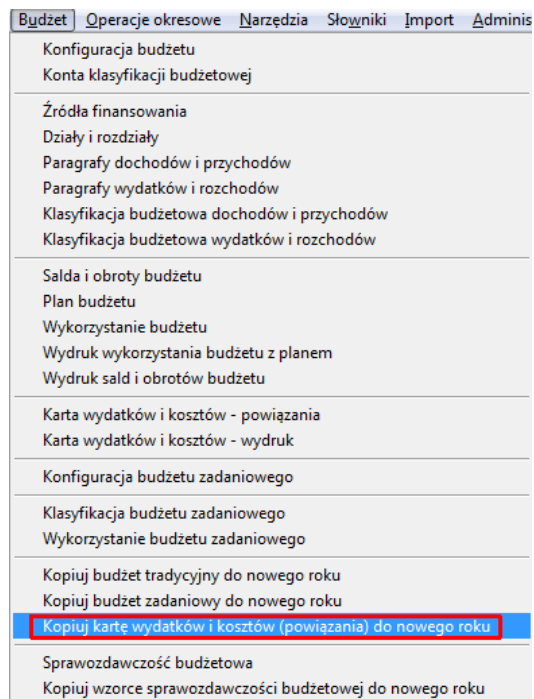 Budżet Operacje okresowe Narzędzia Słowniki Import Adminis
Konfiguracja budżetu
Konta klasyfikacji budżetowej
Źródła finansowania
Działy i rozdziały
Paragrafy dochodów i przychodów
Paragrafy wydatków i rozchodów
Klasyfikacja budżetowa dochodów i przychodów
Klasyfikacja budżetowa wydatków i rozchodów
Salda i obroty budżetu
Plan budżetu
Wykorzystanie budżetu
Wydruk wykorzystania budżetu z planem
Wydruk sald i obrotów budżetu
Karta wydatków i kosztów - powiązania
Karta wydatków i kosztów - wydruk
Konfiguracja budżetu zadaniowego
Klasyfikacja budżetu zadaniowego
Wykorzystanie budżetu zadaniowego
Kopiuj budżet tradycyjny do nowego roku
Kopiuj budżet zadaniowy do nowego roku
Kopiuj kartę wydatków i kosztów (powiązania) do nowego roku
Sprawozdawczość budżetowa
Kopiuj wzorce sprawozdawczości budżetowej do nowego roku